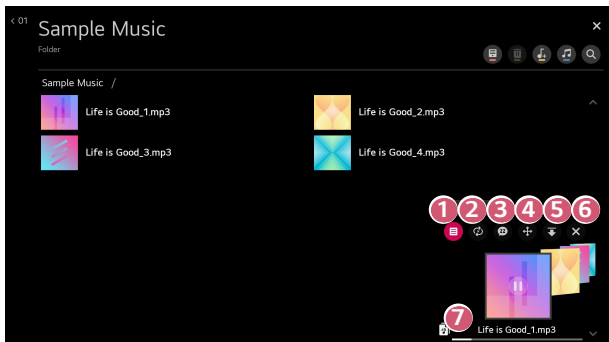 < 01
Sample Music
Folder
Sample Music /
Life is Good_1.mp3
Life is Good_2.mp3
Life is Good_3.mp3
Life is Good_4.mp3
1 2 3 4 5 6
7
Life is Good_1.mp3